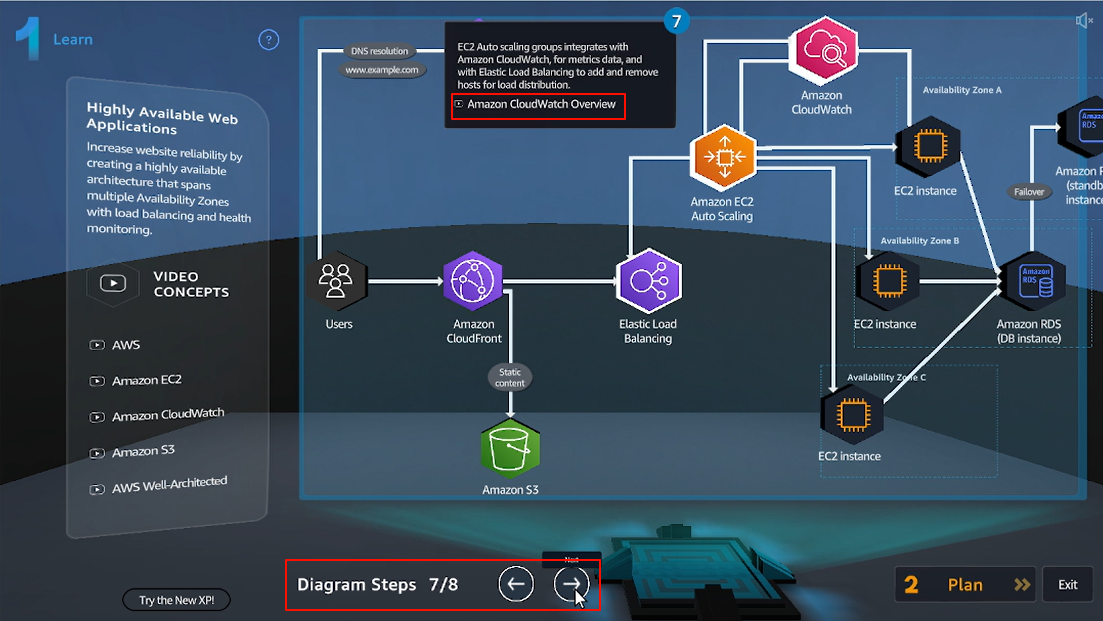 1 Learn
?
Highly Available Web
Applications
Increase website reliability by
creating a highly available
architecture that spans
multiple Availability Zones
with load balancing and health
monitoring.
VIDEO
CONCEPTS
AWS
Amazon EC2
Amazon CloudWatch
Amazon S3
AWS Well-Architected
Try the New XP!
DNS resolution
www.example.com
7
EC2 Auto scaling groups integrates with
Amazon CloudWatch, for metrics data, and
with Elastic Load Balancing to add and remove
hosts for load distribution.
Amazon CloudWatch Overview
Amazon
CloudWatch
Availability Zone A
Amazon EC2
Auto Scaling
EC2 instance
Amazon
RDS
Amazon
(standb
instance
Failover
Availability Zone B
Users
Amazon
CloudFront
Elastic Load
Balancing
EC2 instance
Amazon
RDS
Amazon RDS
(DB instance)
Static
content
Availability Zone C
EC2 instance
Amazon S3
Diagram Steps 7/8
Next
2 Plan
Exit